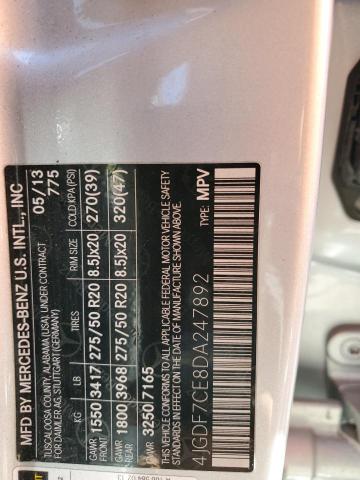 MFD BY MERCEDES-BENZ U.S. INTL., INC
TUSCALOOSA COUNTY, ALABAMA (USA), UNDER CONTRACT 05/13
FOR DAIMLER AG, STUTTGART (GERMANY) 775
KG LB TIRES RIM SIZE COLD KPA (PSI)
GAWR
FRONT 1550 3417 275/50 R20 8.5Jx20 270(39)
GAWR
REAR 1800 3968 275/50 R20 8.5Jx20 320(47)
GVWR 3250 7165
THIS VEHICLE CONFORMS TO ALL APPLICABLE FEDERAL MOTOR VEHICLE SAFETY
STANDARDS IN EFFECT ON THE DATE OF MANUFACTURE SHOWN ABOVE.
4JGDF7CE8DA247892 TYPE: MPV